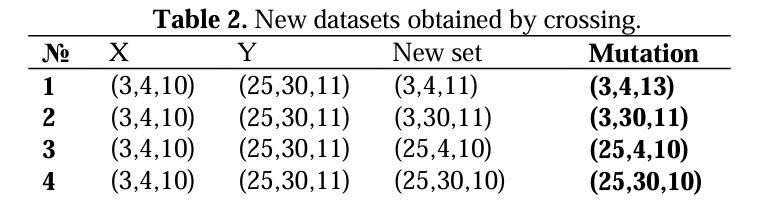 Table 2. New datasets obtained by crossing.
№ X Y New set Mutation
1 (3,4,10) (25,30,11) (3,4,11) (3,4,13)
2 (3,4,10) (25,30,11) (3,30,11) (3,30,11)
3 (3,4,10) (25,30,11) (25,4,10) (25,4,10)
4 (3,4,10) (25,30,11) (25,30,10) (25,30,10)